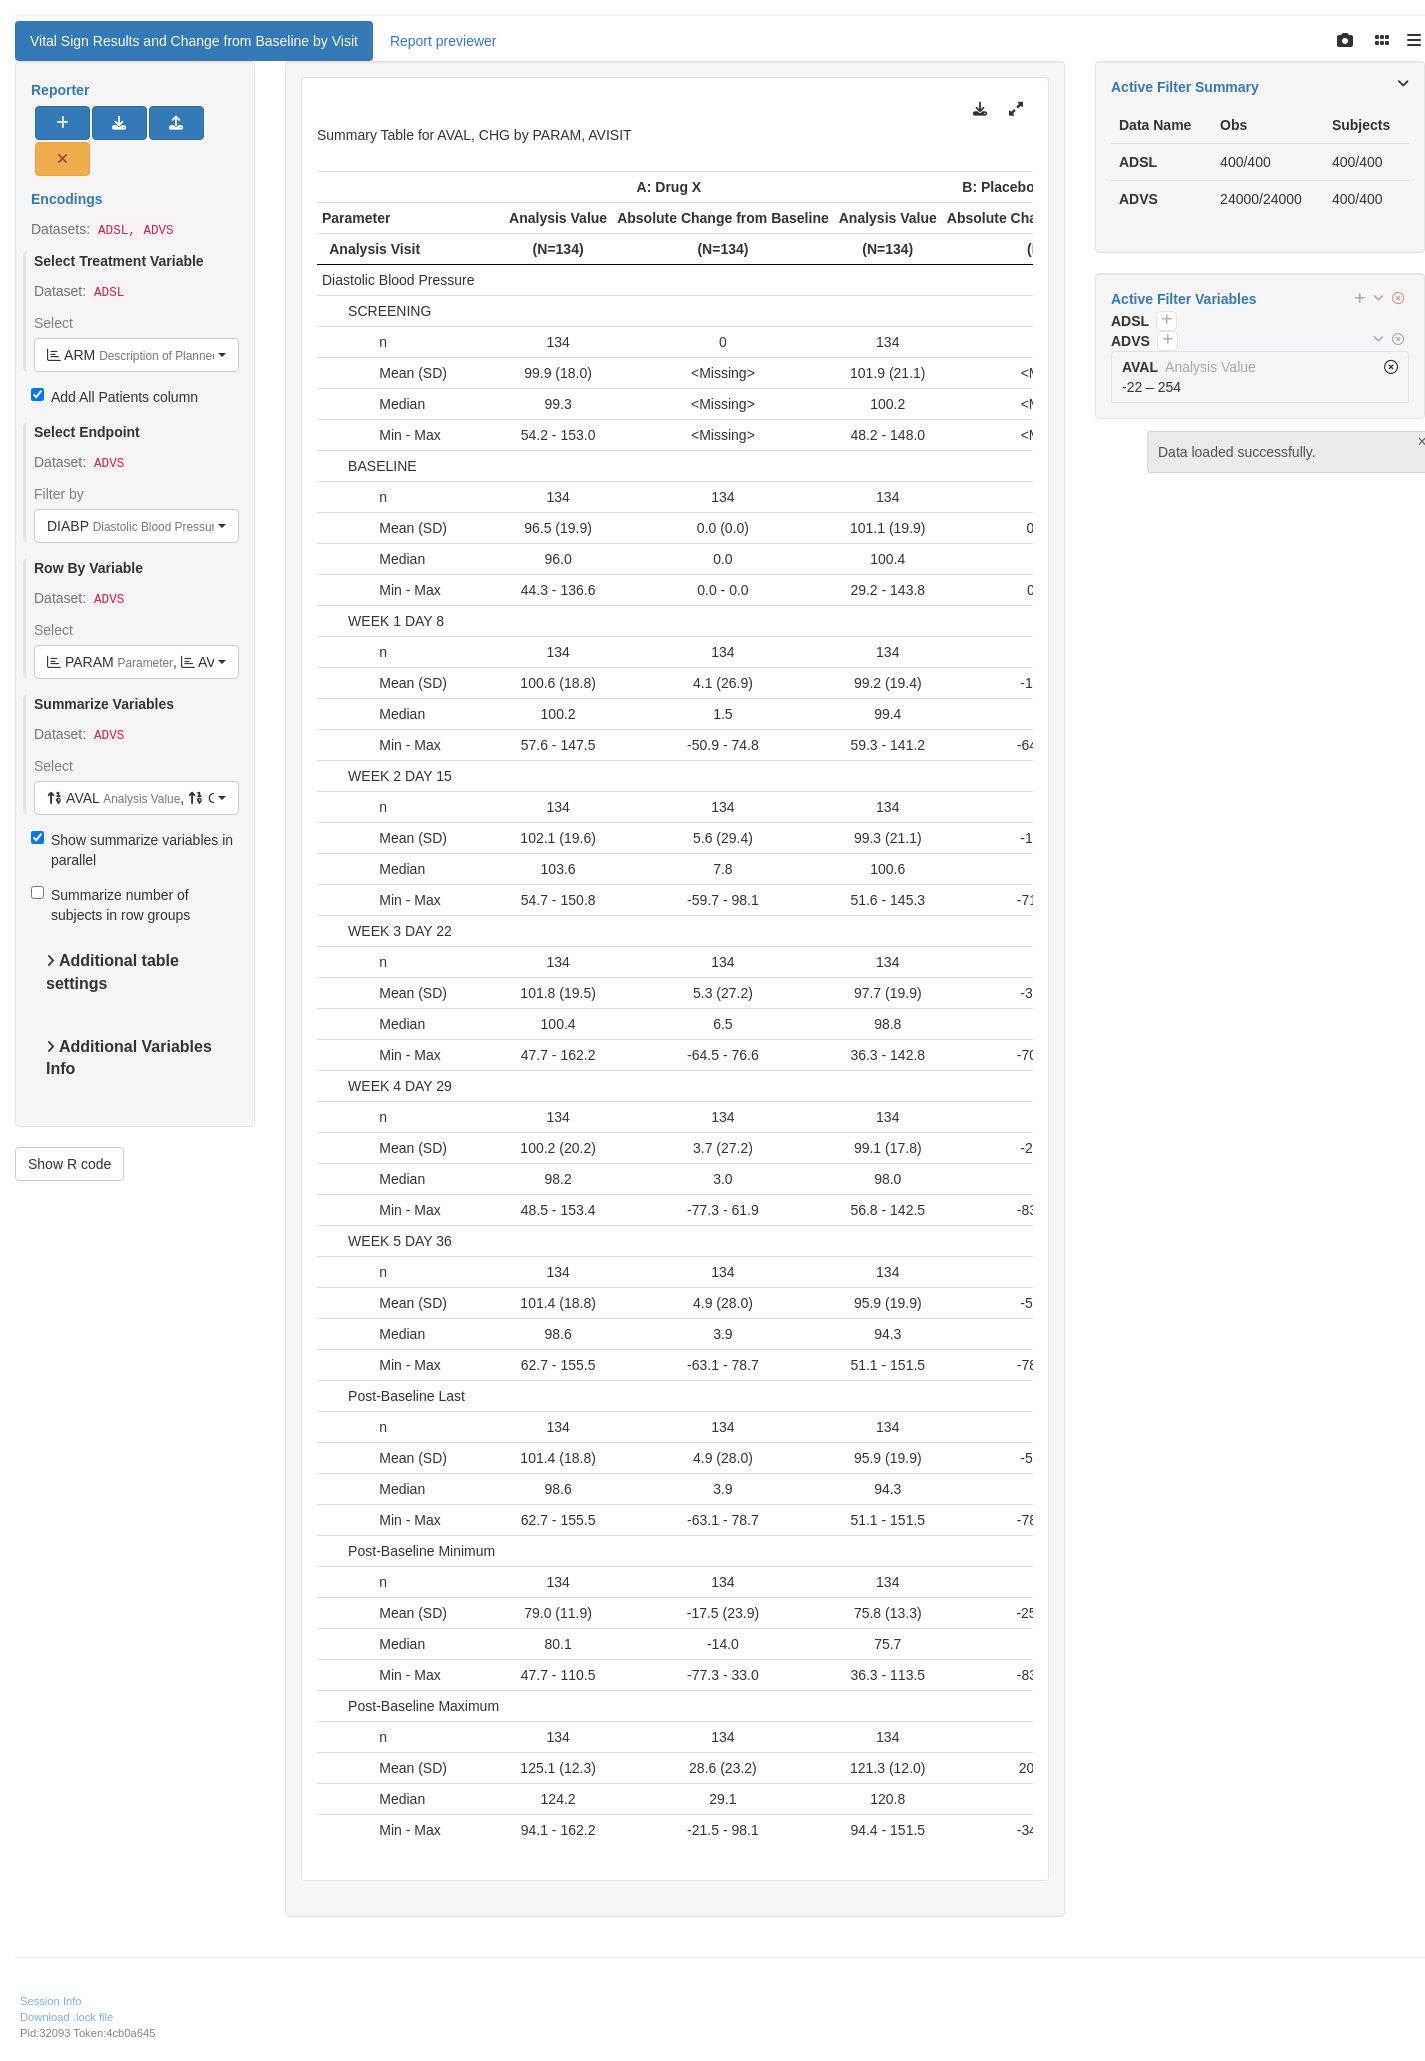 Vital Sign Results and Change from Baseline by Visit Report previewer
Reporter
Encodings
Datasets: ADSL, ADVS
Select Treatment Variable
Dataset: ADSL
Select
ARM Description of Planned
Add All Patients column
Select Endpoint
Dataset: ADVS
Filter by
DIABP Diastolic Blood Pressur
Row By Variable
Dataset: ADVS
Select
PARAM Parameter, AV
Summarize Variables
Dataset: ADVS
Select
AVAL Analysis Value, C
Show summarize variables in
parallel
Summarize number of
subjects in row groups
Additional table
settings
Additional Variables
Info
Show R code
Summary Table for AVAL, CHG by PARAM, AVISIT
A: Drug X B: Placebo
Parameter Analysis Value Absolute Change from Baseline Analysis Value Absolute Cha
Analysis Visit (N=134) (N=134) (N=134) (
Diastolic Blood Pressure
SCREENING
n 134 0 134
Mean (SD) 99.9 (18.0) <Missing> 101.9 (21.1) <M
Median 99.3 <Missing> 100.2 <M
Min - Max 54.2 - 153.0 <Missing> 48.2 - 148.0 <M
BASELINE
n 134 134 134
Mean (SD) 96.5 (19.9) 0.0 (0.0) 101.1 (19.9) 0
Median 96.0 0.0 100.4
Min - Max 44.3 - 136.6 0.0 - 0.0 29.2 - 143.8 0
WEEK 1 DAY 8
n 134 134 134
Mean (SD) 100.6 (18.8) 4.1 (26.9) 99.2 (19.4) -1
Median 100.2 1.5 99.4
Min - Max 57.6 - 147.5 -50.9 - 74.8 59.3 - 141.2 -64
WEEK 2 DAY 15
n 134 134 134
Mean (SD) 102.1 (19.6) 5.6 (29.4) 99.3 (21.1) -1
Median 103.6 7.8 100.6
Min - Max 54.7 - 150.8 -59.7 - 98.1 51.6 - 145.3 -71
WEEK 3 DAY 22
n 134 134 134
Mean (SD) 101.8 (19.5) 5.3 (27.2) 97.7 (19.9) -3
Median 100.4 6.5 98.8
Min - Max 47.7 - 162.2 -64.5 - 76.6 36.3 - 142.8 -70
WEEK 4 DAY 29
n 134 134 134
Mean (SD) 100.2 (20.2) 3.7 (27.2) 99.1 (17.8) -2
Median 98.2 3.0 98.0
Min - Max 48.5 - 153.4 -77.3 - 61.9 56.8 - 142.5 -83
WEEK 5 DAY 36
n 134 134 134
Mean (SD) 101.4 (18.8) 4.9 (28.0) 95.9 (19.9) -5
Median 98.6 3.9 94.3
Min - Max 62.7 - 155.5 -63.1 - 78.7 51.1 - 151.5 -78
Post-Baseline Last
n 134 134 134
Mean (SD) 101.4 (18.8) 4.9 (28.0) 95.9 (19.9) -5
Median 98.6 3.9 94.3
Min - Max 62.7 - 155.5 -63.1 - 78.7 51.1 - 151.5 -78
Post-Baseline Minimum
n 134 134 134
Mean (SD) 79.0 (11.9) -17.5 (23.9) 75.8 (13.3) -25
Median 80.1 -14.0 75.7
Min - Max 47.7 - 110.5 -77.3 - 33.0 36.3 - 113.5 -83
Post-Baseline Maximum
n 134 134 134
Mean (SD) 125.1 (12.3) 28.6 (23.2) 121.3 (12.0) 20
Median 124.2 29.1 120.8
Min - Max 94.1 - 162.2 -21.5 - 98.1 94.4 - 151.5 -34
Active Filter Summary
Data Name Obs Subjects
ADSL 400/400 400/400
ADVS 24000/24000 400/400
Active Filter Variables
ADSL
ADVS
AVAL Analysis Value
-22 – 254
Data loaded successfully.
Session Info
Download .lock file
Pid:32093 Token:4cb0a645